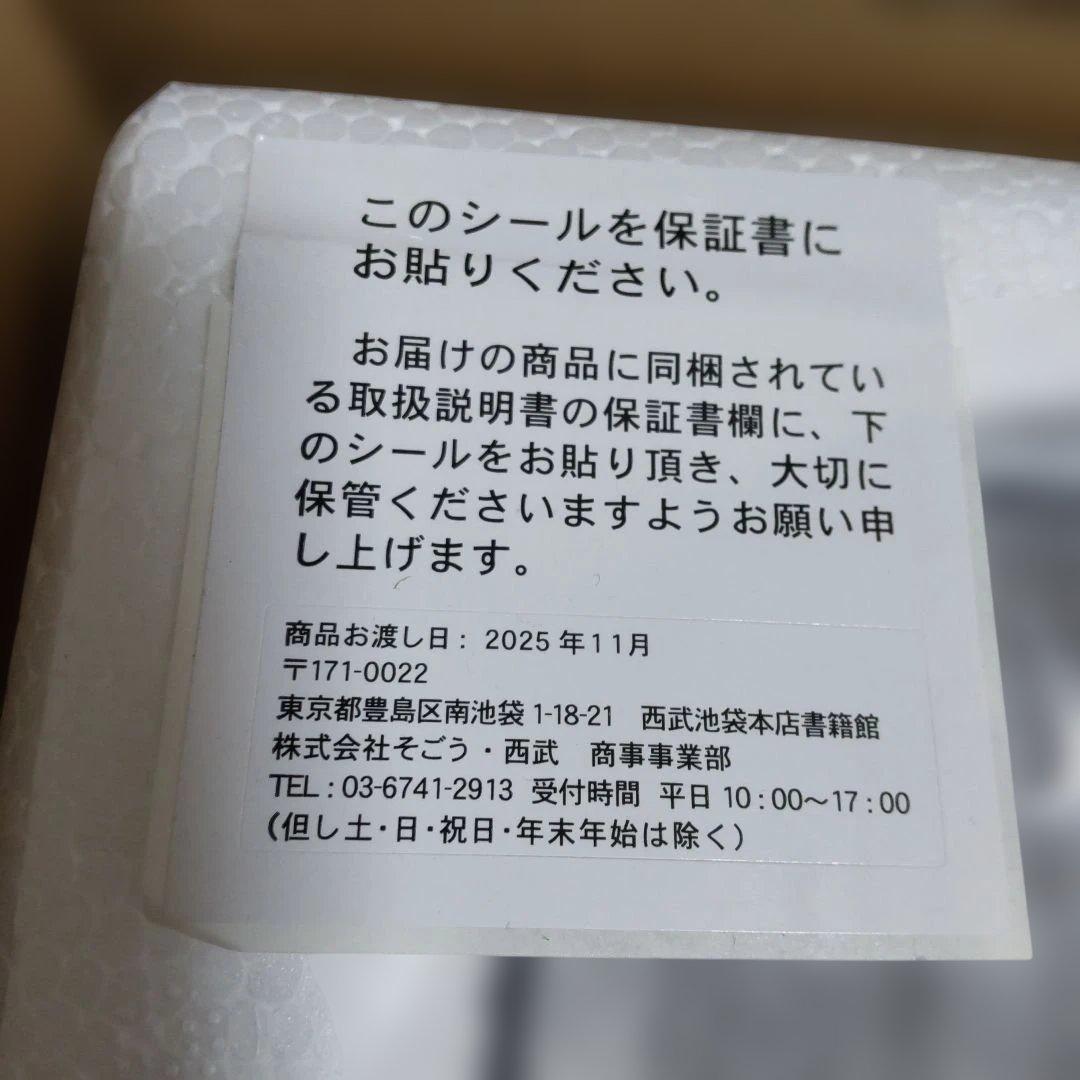 このシールを保証書に
お貼りください。
お届けの商品に同梱されてい
る取扱説明書の保証書欄に、下
のシールをお貼り頂き、大切に
保管くださいますようお願い申
し上げます。
商品お渡し日: 2025年11月
〒171-0022
東京都豊島区南池袋1-18-21　西武池袋本店書籍館
株式会社そごう・西武　商事事業部
TEL:03-6741-2913 受付時間 平日10:00～17:00
(但し土・日・祝日・年末年始は除く)